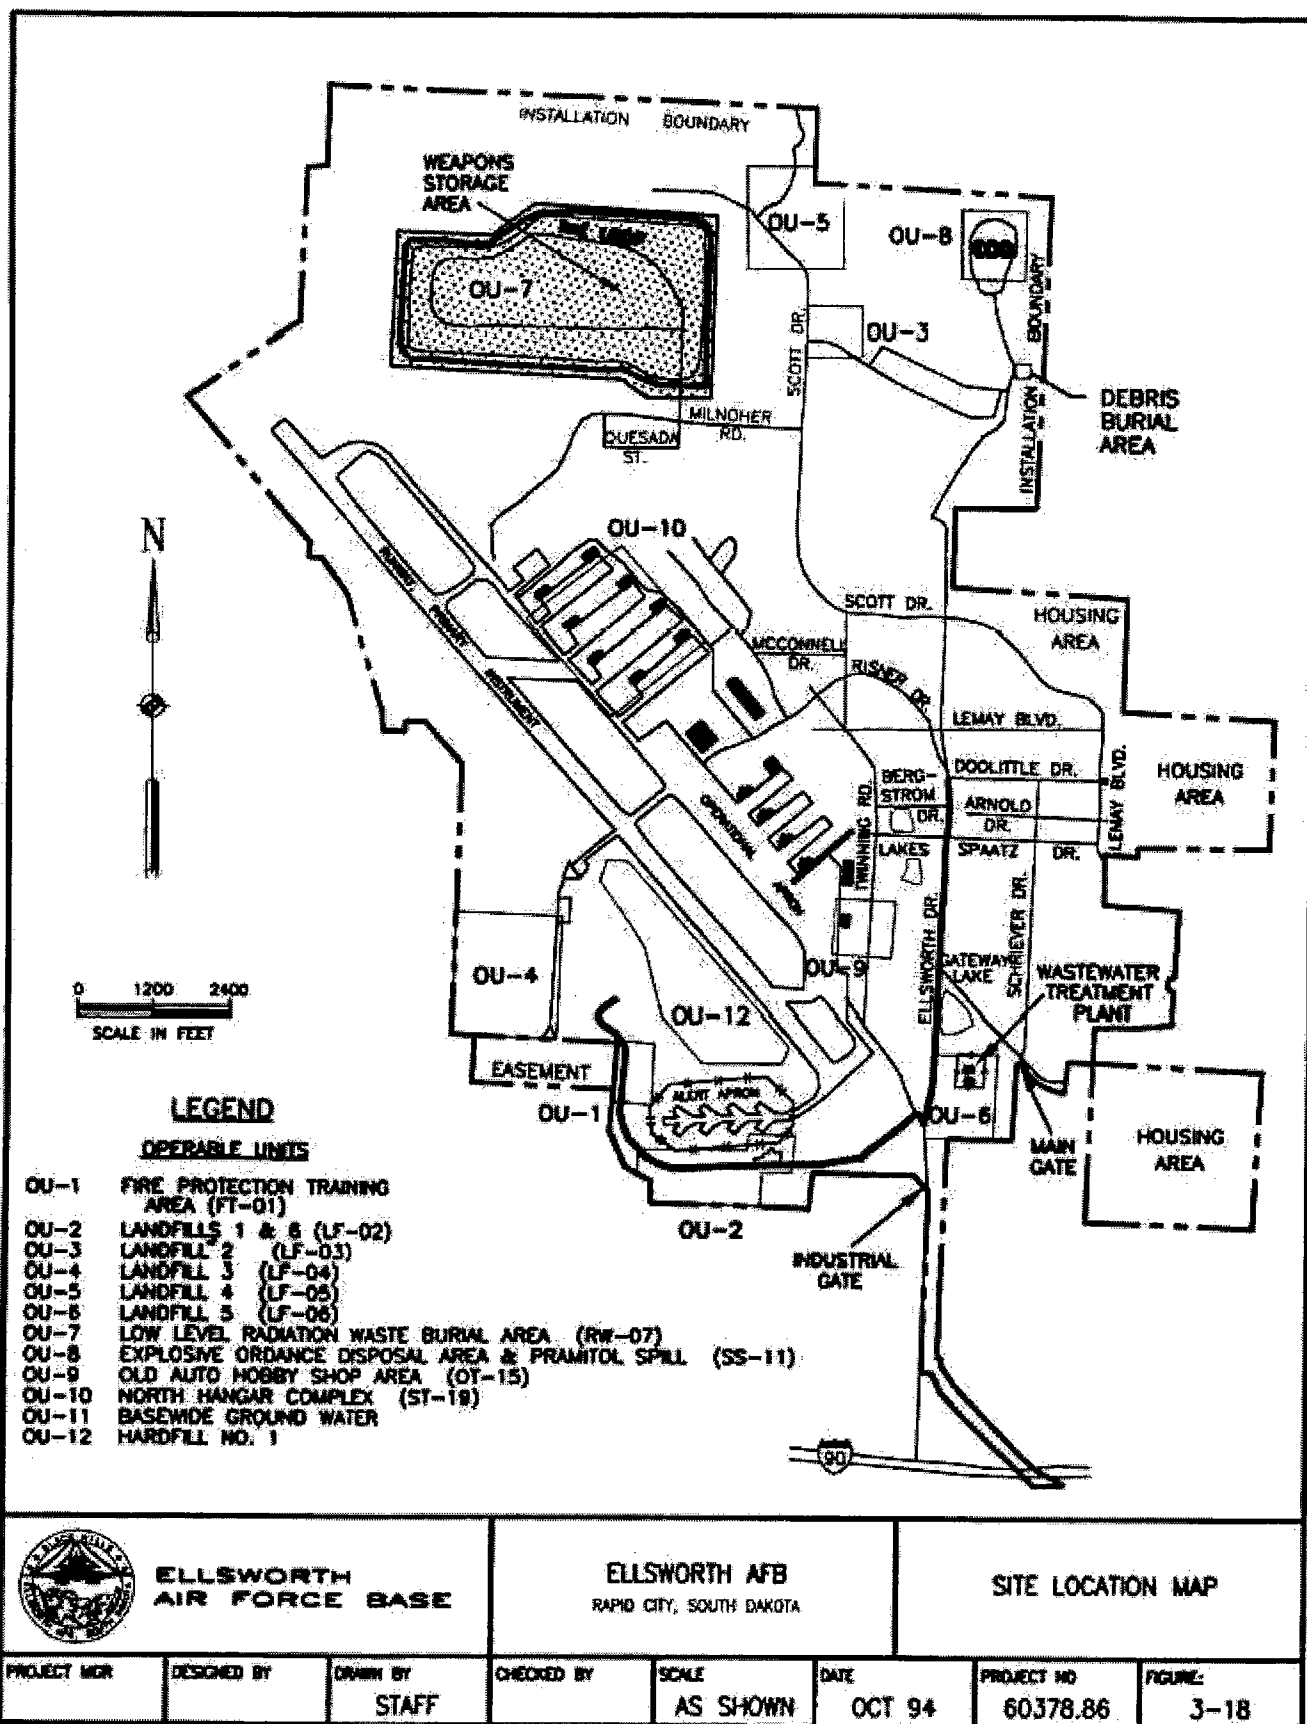 INSTALLATION BOUNDARY
WEAPONS
STORAGE
AREA
OU-5
OU-8
OU-7
OU-3
SCOTT DR.
INSTALLATION BOUNDARY
DEBRIS
BURIAL
AREA
MILNOHER
RD.
QUESADA
ST.
N
OU-10
RUNWAY
PRIMARY
INSTRUMENT
SCOTT DR.
HOUSING
AREA
MCCONNELL
DR.
RISNER DR.
LEMAY BLVD.
DOOLITTLE DR.
HOUSING
AREA
BERG-
STROM
DR.
ARNOLD
DR.
LEMAY BLVD.
TWINNING RD.
OPERATIONAL
APRON
LAKES
SPAATZ DR.
SCHRIEVER DR.
ELLSWORTH DR.
OU-9
OU-4
GATEWAY
LAKE
WASTEWATER
TREATMENT
PLANT
0 1200 2400
SCALE IN FEET
OU-12
EASEMENT
ALERT APRON
OU-1
OU-6
MAIN
GATE
HOUSING
AREA
OU-2
INDUSTRIAL
GATE
LEGEND
OPERABLE UNITS
OU-1 FIRE PROTECTION TRAINING
AREA (FT-01)
OU-2 LANDFILLS 1 & 6 (LF-02)
OU-3 LANDFILL 2 (LF-03)
OU-4 LANDFILL 3 (LF-04)
OU-5 LANDFILL 4 (LF-05)
OU-6 LANDFILL 5 (LF-06)
OU-7 LOW LEVEL RADIATION WASTE BURIAL AREA (RW-07)
OU-8 EXPLOSIVE ORDANCE DISPOSAL AREA & PRAMITOL SPILL (SS-11)
OU-9 OLD AUTO HOBBY SHOP AREA (OT-15)
OU-10 NORTH HANGAR COMPLEX (ST-19)
OU-11 BASEWIDE GROUND WATER
OU-12 HARDFILL NO. 1
90
ELLSWORTH
AIR FORCE BASE
ELLSWORTH AFB
RAPID CITY, SOUTH DAKOTA
SITE LOCATION MAP
PROJECT MGR
DESIGNED BY
DRAWN BY
STAFF
CHECKED BY
SCALE
AS SHOWN
DATE
OCT 94
PROJECT NO
60378.86
FIGURE:
3-18